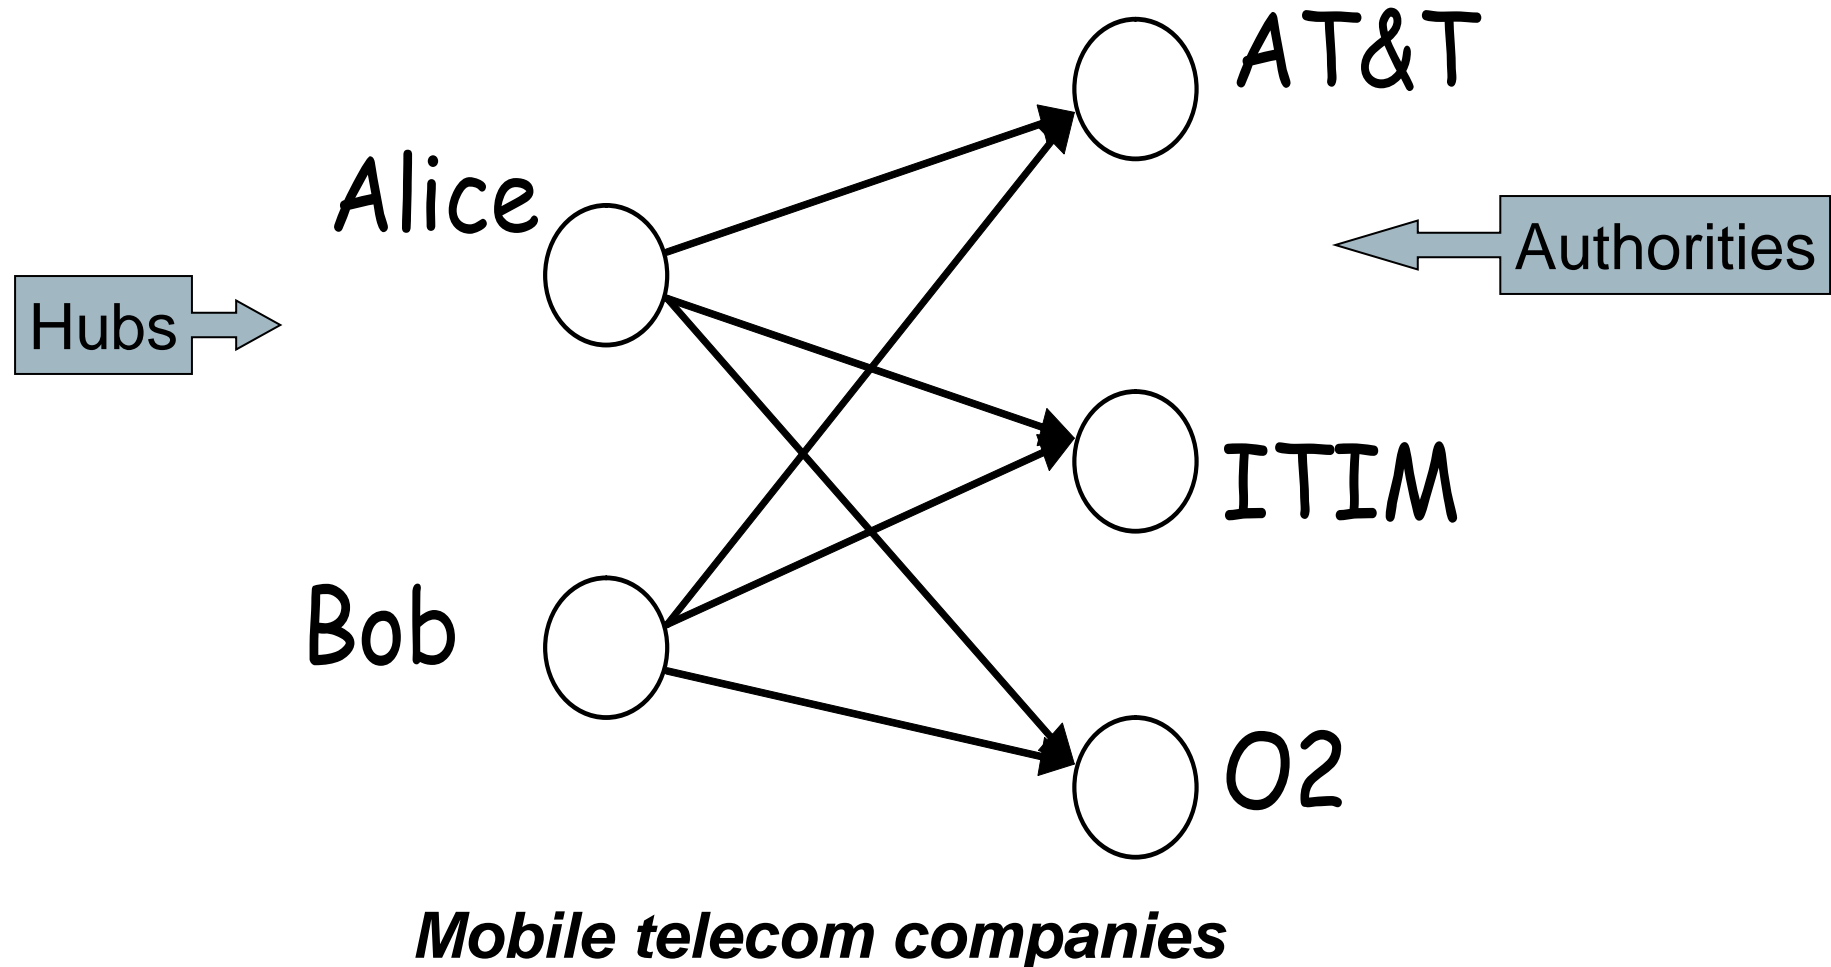 AT&T
Alice
Authorities
Hubs
ITIM
Bob
O2
Mobile telecom companies